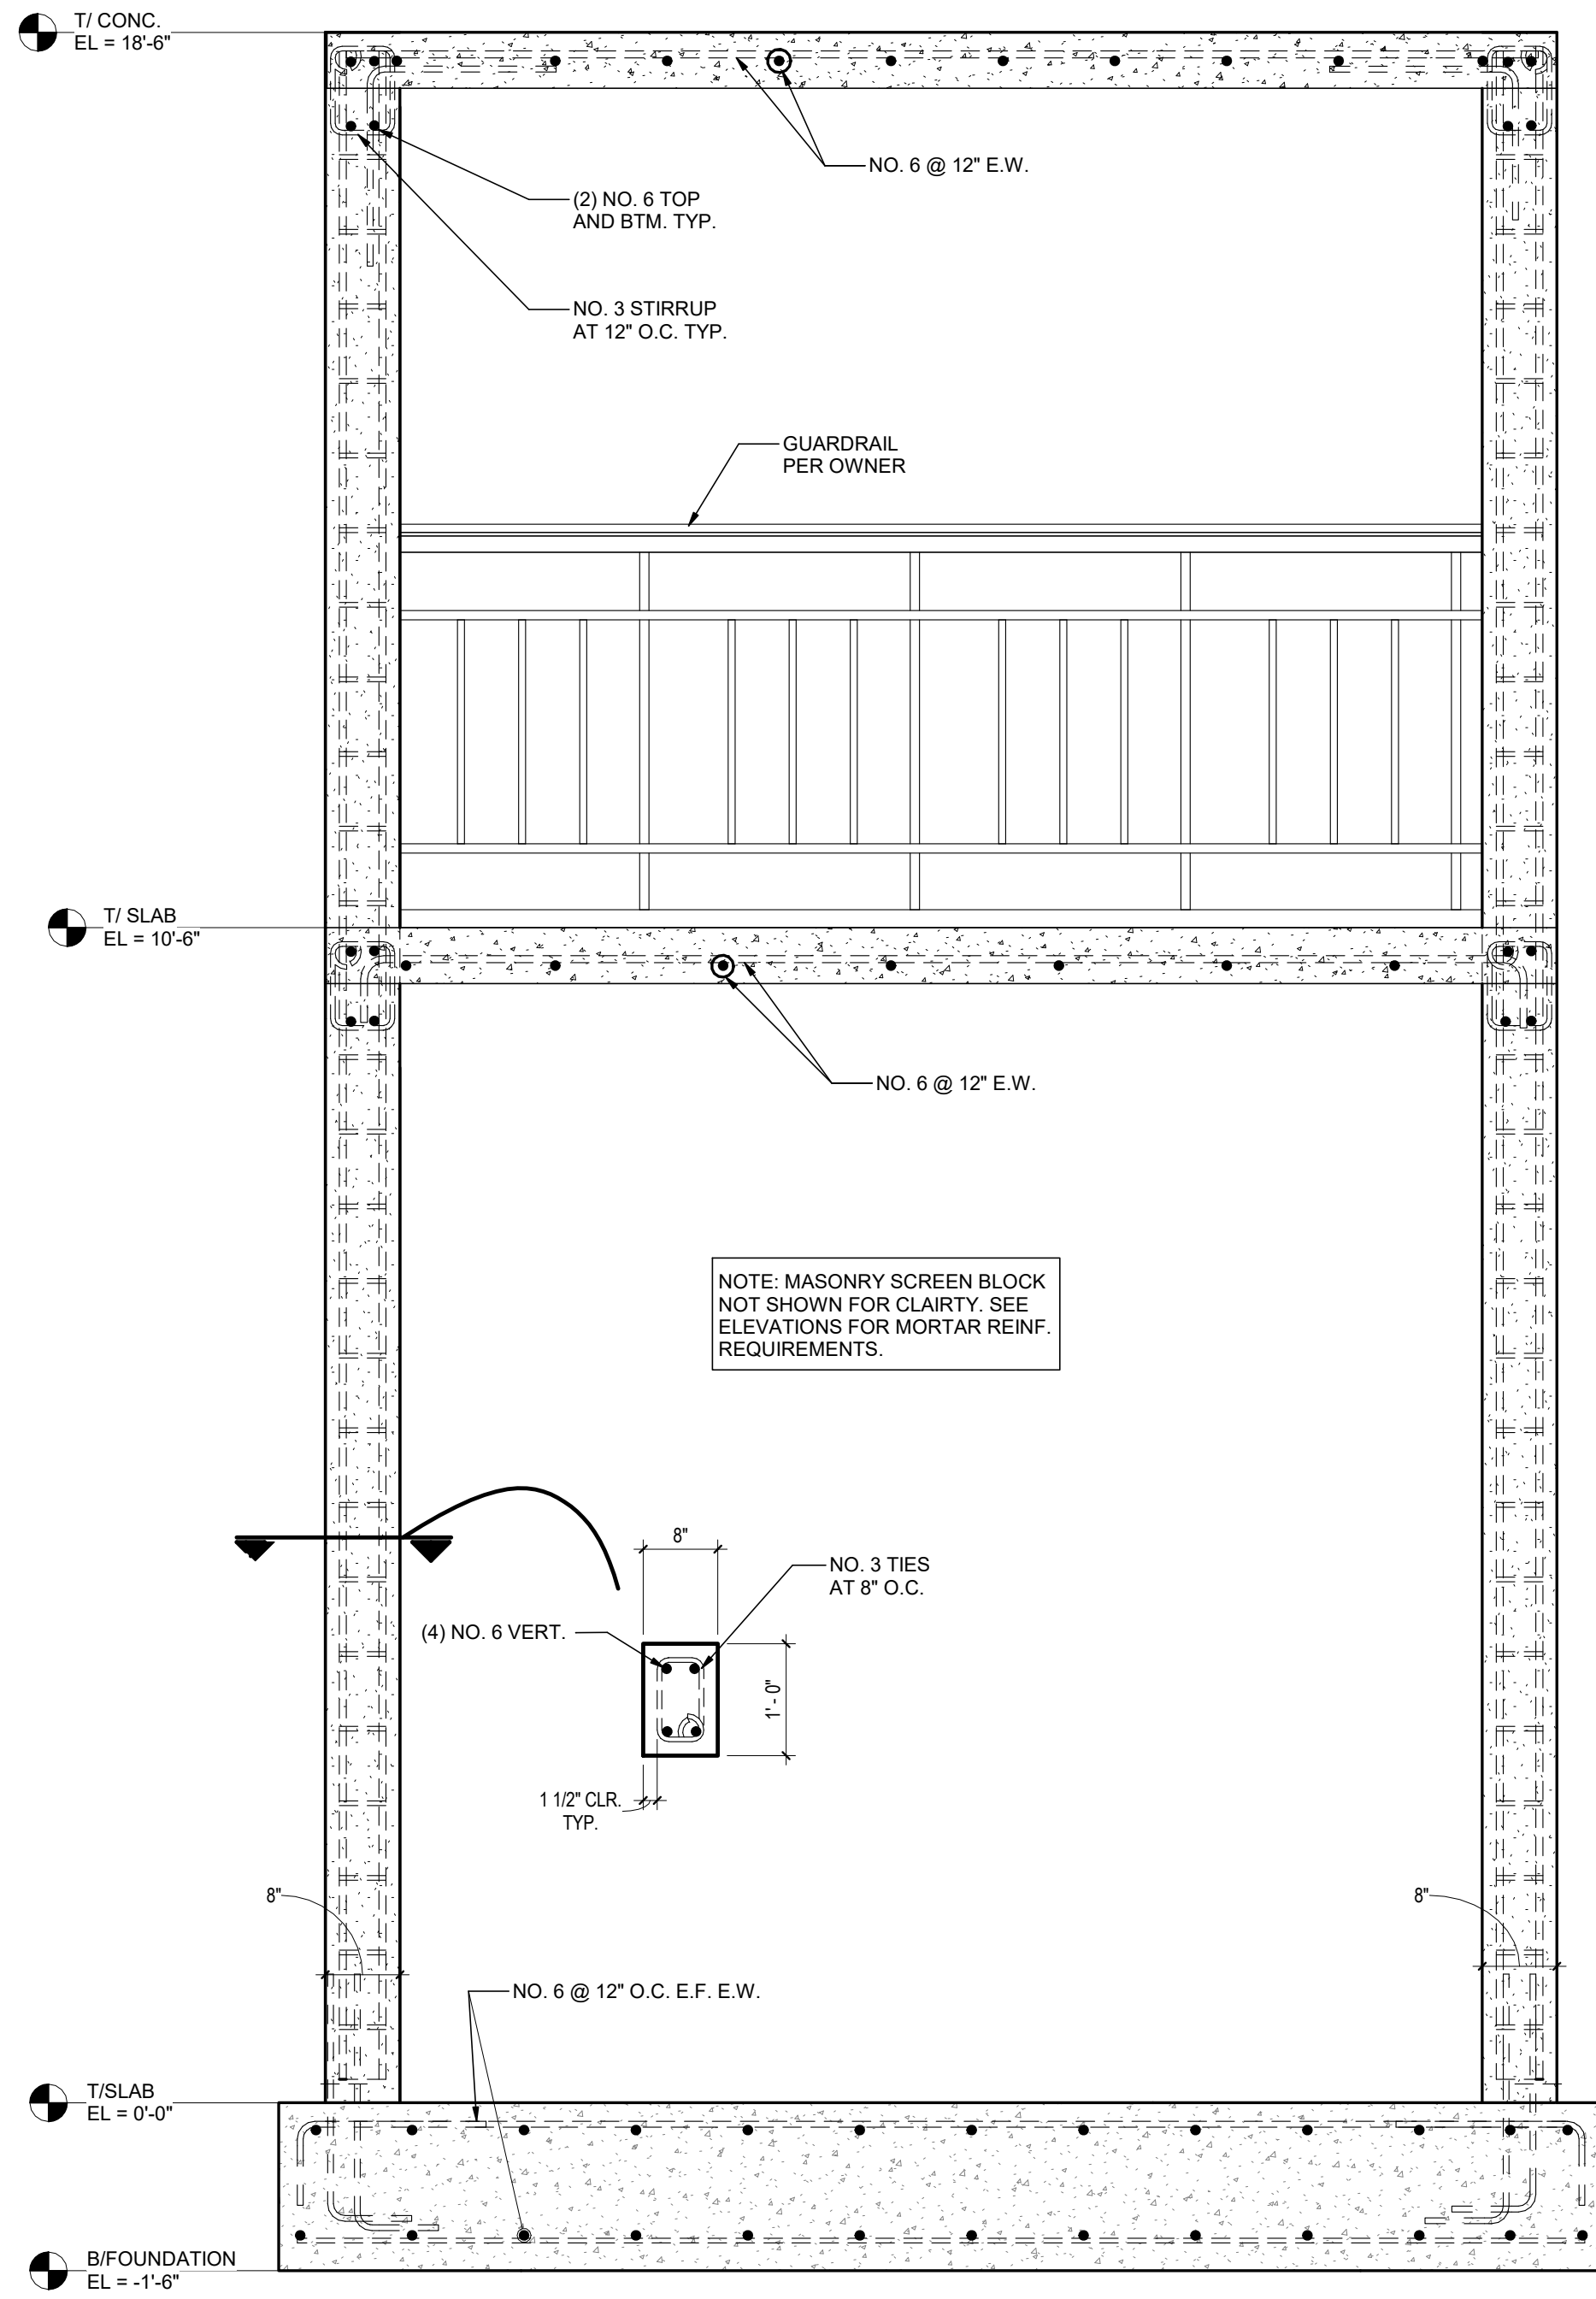 T/ CONC.
EL = 18'-6"
NO. 6 @ 12" E.W.
(2) NO. 6 TOP
AND BTM. TYP.
NO. 3 STIRRUP
AT 12" O.C. TYP.
GUARDRAIL
PER OWNER
T/ SLAB
EL = 10'-6"
NO. 6 @ 12" E.W.
NOTE: MASONRY SCREEN BLOCK
NOT SHOWN FOR CLAIRTY. SEE
ELEVATIONS FOR MORTAR REINF.
REQUIREMENTS.
8"
NO. 3 TIES
AT 8" O.C.
(4) NO. 6 VERT.
1' - 0"
1 1/2" CLR.
TYP.
8"
8"
NO. 6 @ 12" O.C. E.F. E.W.
T/SLAB
EL = 0'-0"
B/FOUNDATION
EL = -1'-6"